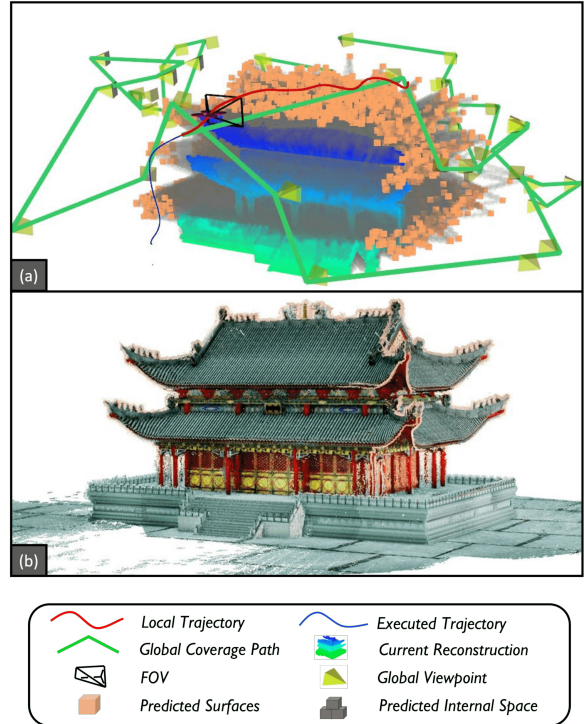 (a)
(b)
Local Trajectory
Executed Trajectory
Global Coverage Path
Current Reconstruction
FOV
Global Viewpoint
Predicted Surfaces
Predicted Internal Space